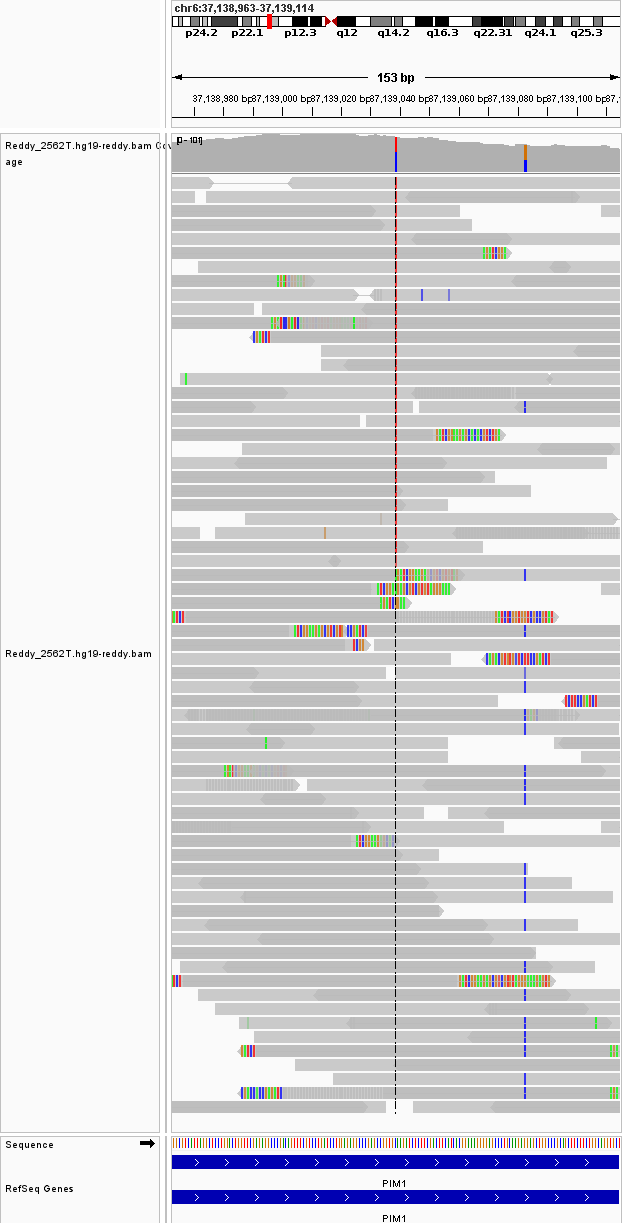 chr6:37,138,963-37,139,114
p24.2 p22.1 p12.3 q12 q14.2 q16.3 q22.31 q24.1 q25.3
153 bp
37,138,980 bp 37,139,000 bp 37,139,020 bp 37,139,040 bp 37,139,060 bp 37,139,080 bp 37,139,100 bp
Reddy_2562T.hg19-reddy.bam Cov
age
[0 - 101]
Reddy_2562T.hg19-reddy.bam
Sequence
RefSeq Genes
PIM1
PIM1